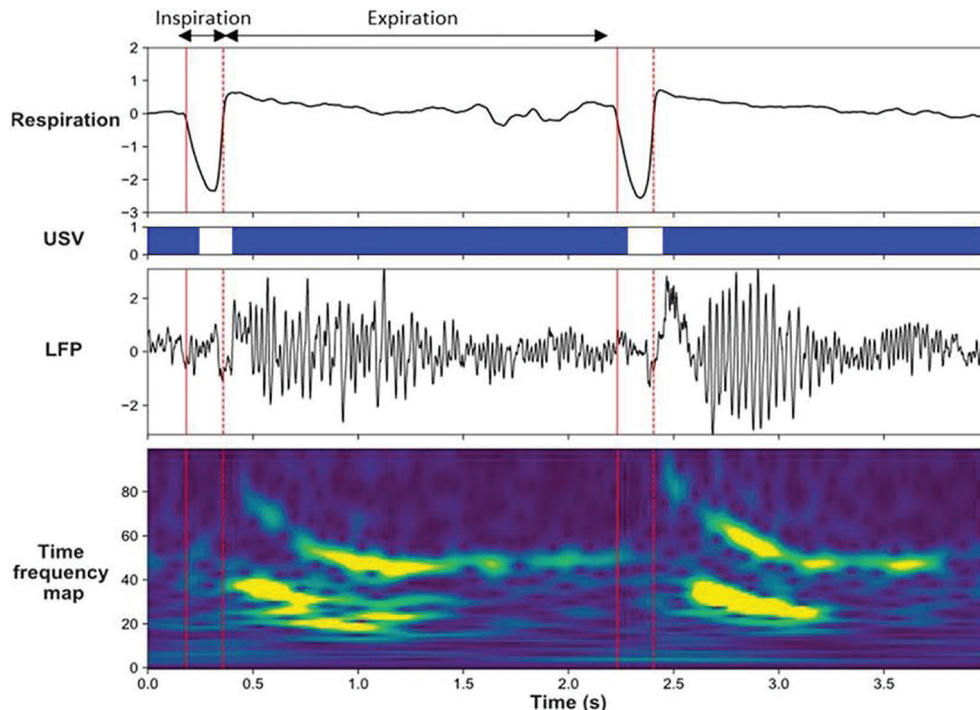 Inspiration Expiration
2
1
Respiration 0
−1
−2
−3
USV 1
0
2
LFP 0
−2
80
60
Time
frequency 40
map
20
0
0.0 0.5 1.0 1.5 2.0 2.5 3.0 3.5
Time (s)